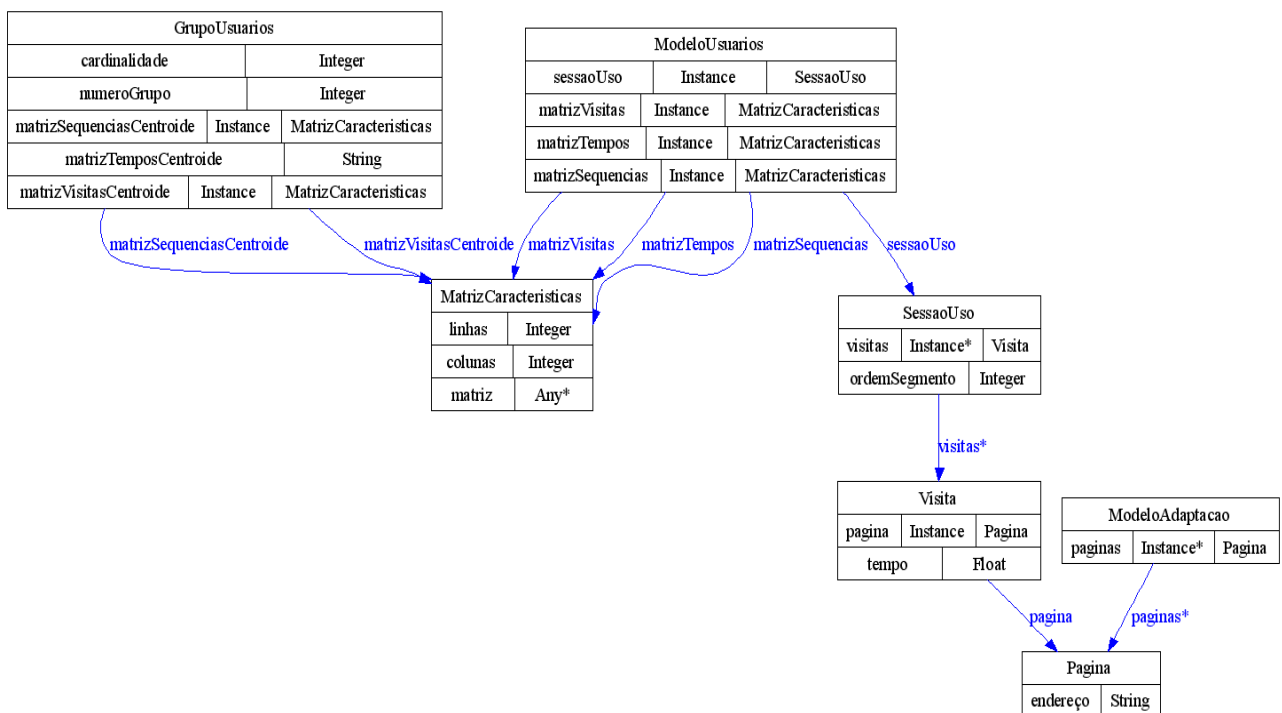 GrupoUsuarios
cardinalidade Integer
numeroGrupo Integer
matrizSequenciasCentroide Instance MatrizCaracteristicas
matrizTemposCentroide String
matrizVisitasCentroide Instance MatrizCaracteristicas
ModeloUsuarios
sessaoUso Instance SessaoUso
matrizVisitas Instance MatrizCaracteristicas
matrizTempos Instance MatrizCaracteristicas
matrizSequencias Instance MatrizCaracteristicas
matrizSequenciasCentroide matrizVisitasCentroide matrizVisitas matrizTempos matrizSequencias sessaoUso
MatrizCaracteristicas
linhas Integer
colunas Integer
matriz Any*
SessaoUso
visitas Instance* Visita
ordemSegmento Integer
visitas*
Visita
pagina Instance Pagina
tempo Float
ModeloAdaptacao
paginas Instance* Pagina
pagina paginas*
Pagina
endereço String